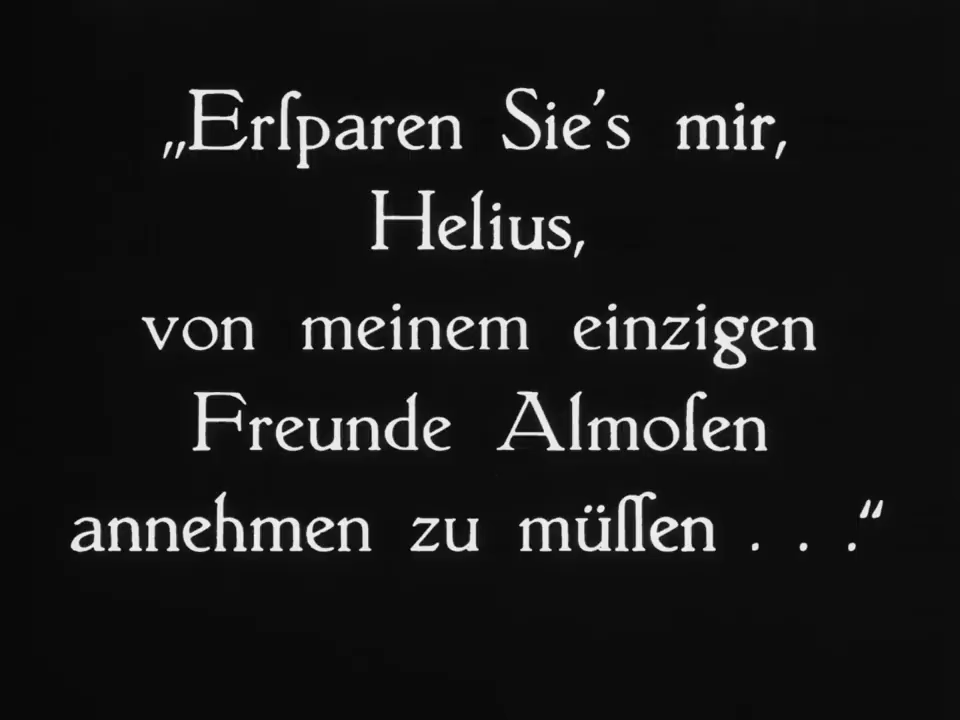 „Erſparen Sie's mir,
Helius,
von meinem einzigen
Freunde Almoſen
annehmen zu müſſen . . .“